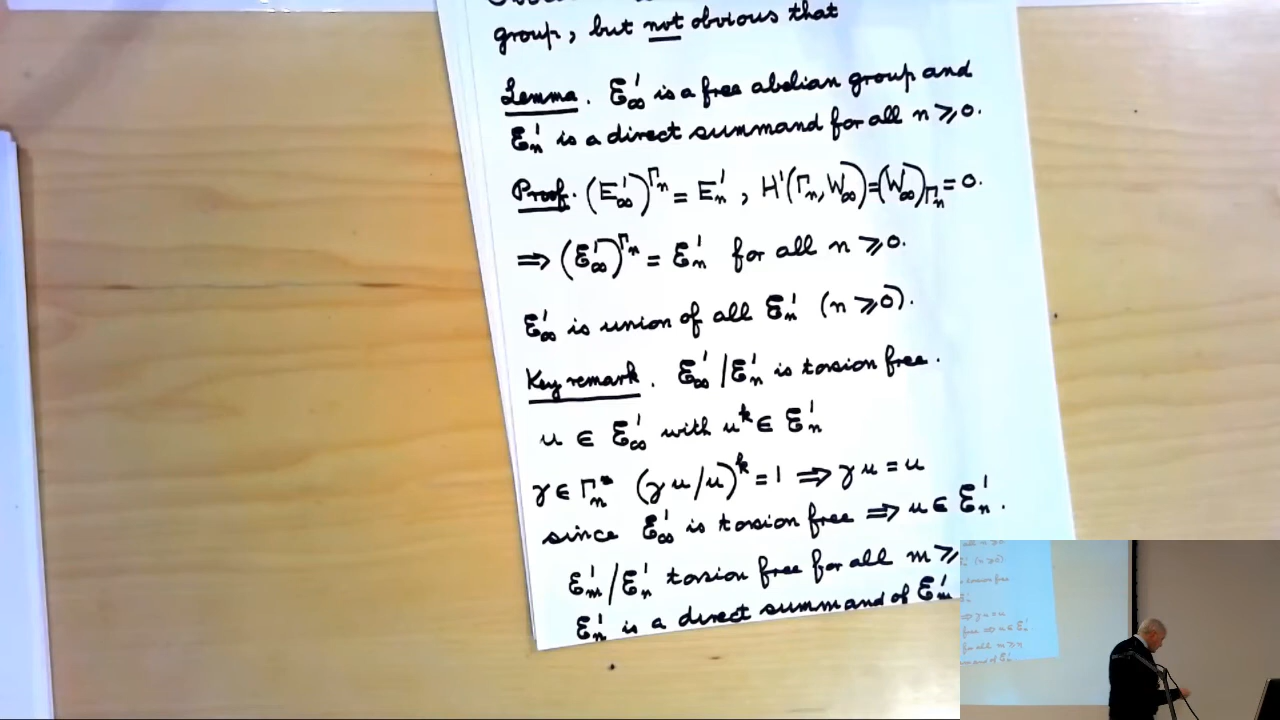 group, but not obvious that
Lemma. ℰ'∞ is a free abelian group and
ℰ'n is a direct summand for all n ⩾ 0.
Proof. (E'∞)^Γn = E'n , H'(Γn, W∞) = (W∞)Γn = 0.
⇒ (ℰ'∞)^Γn = ℰ'n for all n ⩾ 0.
ℰ'∞ is union of all ℰ'n (n ⩾ 0).
Key remark. ℰ'∞ / ℰ'n is torsion free.
u ∈ ℰ'∞ with u^k ∈ ℰ'n
γ ∈ Γn (γu/u)^k = 1 ⇒ γu = u
since ℰ'∞ is torsion free ⇒ u ∈ ℰ'n.
ℰ'm / ℰ'n torsion free for all m ⩾
ℰ'n is a direct summand of ℰ'm